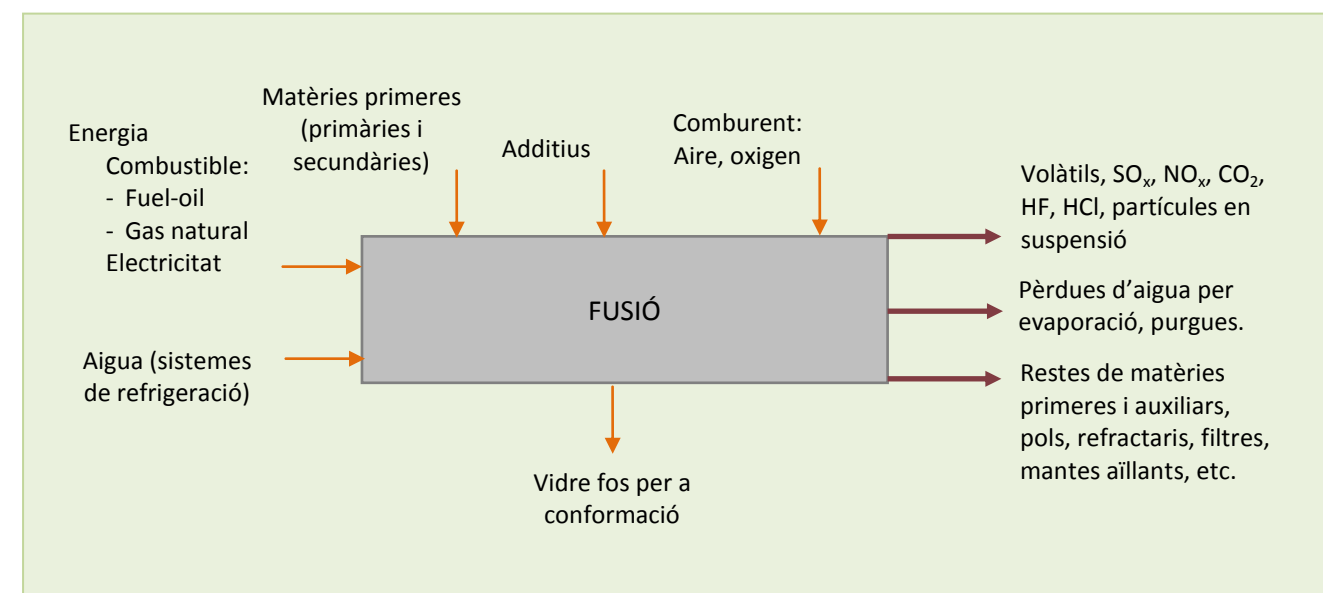 Energia
Combustible:
- Fuel-oil
- Gas natural
Electricitat
Matèries primeres
(primàries i
secundàries)
Additius
Comburent:
Aire, oxigen
Aigua (sistemes
de refrigeració)
FUSIÓ
Volàtils, SOₓ, NOₓ, CO₂,
HF, HCl, partícules en
suspensió
Pèrdues d’aigua per
evaporació, purgues.
Restes de matèries
primeres i auxiliars,
pols, refractaris, filtres,
mantes aïllants, etc.
Vidre fos per a
conformació